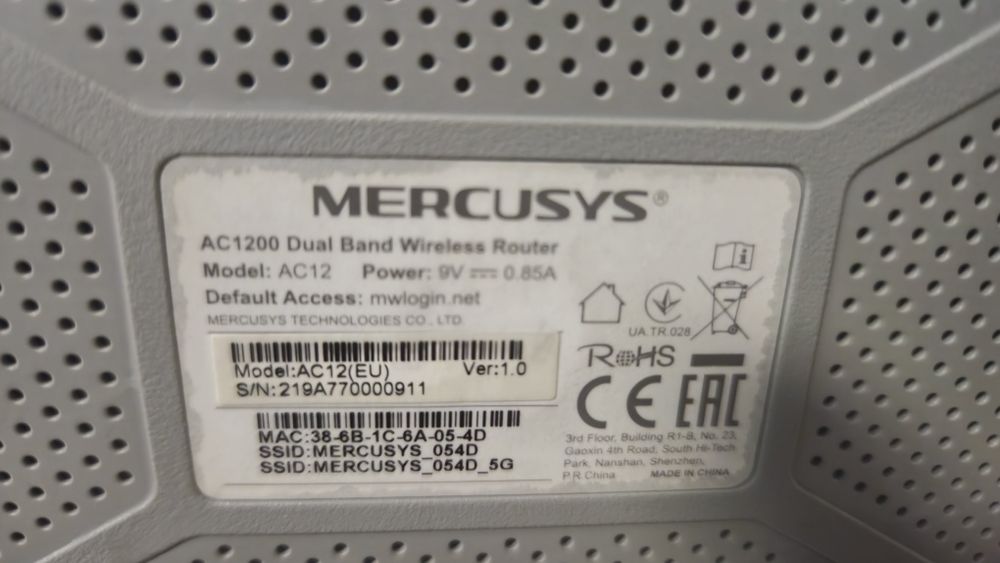 MERCUSYS®
AC1200 Dual Band Wireless Router
Model: AC12 Power: 9V ⎓ 0.85A
Default Access: mwlogin.net
MERCUSYS TECHNOLOGIES CO., LTD.
Model:AC12(EU) Ver:1.0
S/N:219A770000911
MAC:38-6B-1C-6A-05-4D
SSID:MERCUSYS_054D
SSID:MERCUSYS_054D_5G
UA.TR.028
RoHS
CE EAC
3rd Floor, Building R1-B, No. 23,
Gaoxin 4th Road, South Hi-Tech
Park, Nanshan, Shenzhen,
P.R.China MADE IN CHINA